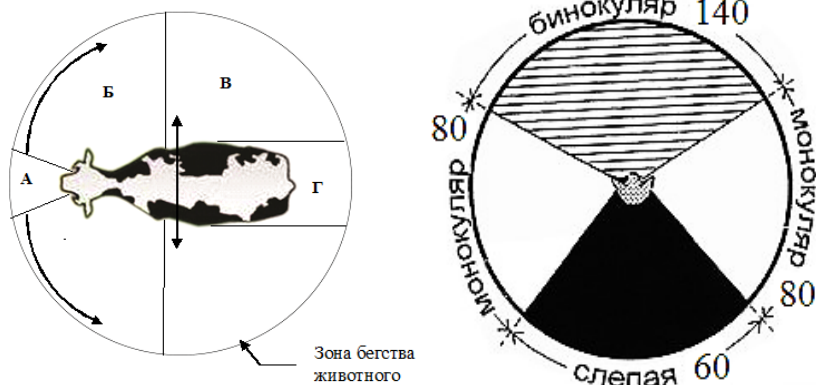 Б
В
А
Г
Зона бегства
животного
бинокуляр 140
80
монокуляр
монокуляр
80
слепая 60